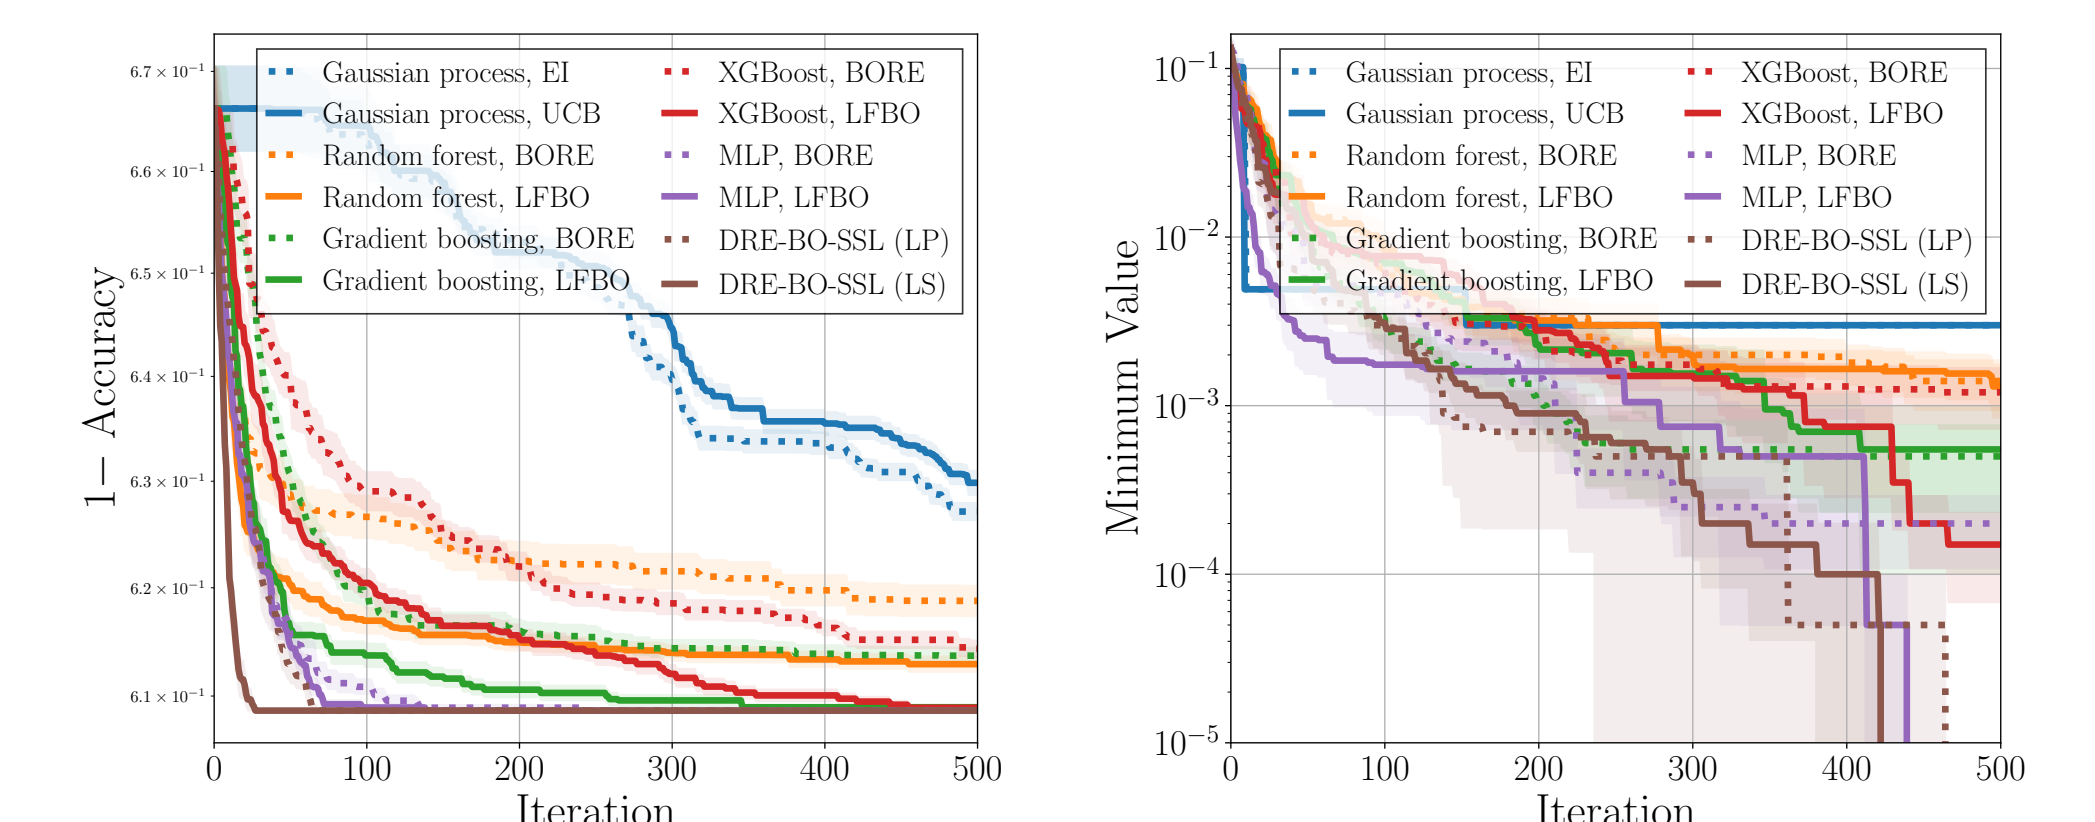 1− Accuracy
6.7 × 10⁻¹
6.6 × 10⁻¹
6.5 × 10⁻¹
6.4 × 10⁻¹
6.3 × 10⁻¹
6.2 × 10⁻¹
6.1 × 10⁻¹
Gaussian process, EI
Gaussian process, UCB
Random forest, BORE
Random forest, LFBO
Gradient boosting, BORE
Gradient boosting, LFBO
XGBoost, BORE
XGBoost, LFBO
MLP, BORE
MLP, LFBO
DRE-BO-SSL (LP)
DRE-BO-SSL (LS)
0 100 200 300 400 500
Iteration
Minimum Value
10⁻¹
10⁻²
10⁻³
10⁻⁴
10⁻⁵
Gaussian process, EI
Gaussian process, UCB
Random forest, BORE
Random forest, LFBO
Gradient boosting, BORE
Gradient boosting, LFBO
XGBoost, BORE
XGBoost, LFBO
MLP, BORE
MLP, LFBO
DRE-BO-SSL (LP)
DRE-BO-SSL (LS)
0 100 200 300 400 500
Iteration